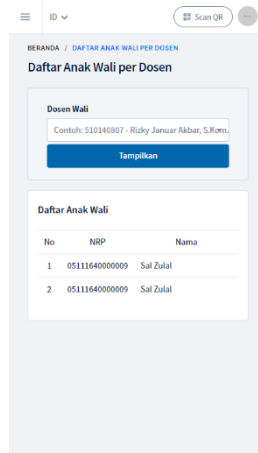 ID
Scan QR
BERANDA / DAFTAR ANAK WALI PER DOSEN
Daftar Anak Wali per Dosen
Dosen Wali
Contoh: 510140807 - Rizky Januar Akbar, S.Kom.
Tampilkan
Daftar Anak Wali
No NRP Nama
1 05111640000009 Sal Zulal
2 05111640000009 Sal Zulal